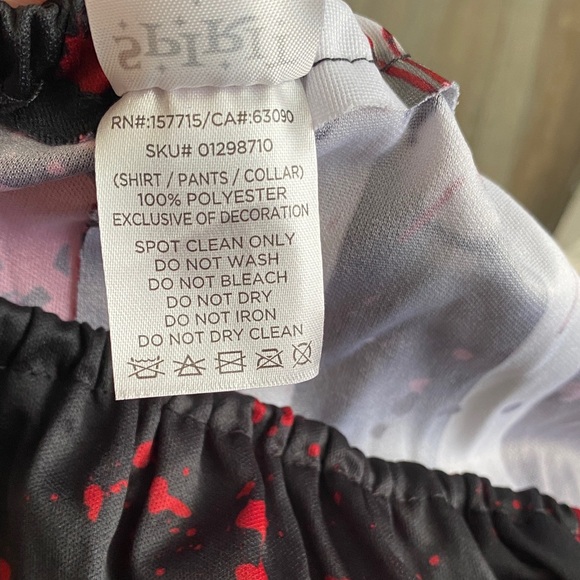 SPIRIT
RN#:157715/CA#:63090
SKU# 01298710
(SHIRT / PANTS / COLLAR)
100% POLYESTER
EXCLUSIVE OF DECORATION
SPOT CLEAN ONLY
DO NOT WASH
DO NOT BLEACH
DO NOT DRY
DO NOT IRON
DO NOT DRY CLEAN